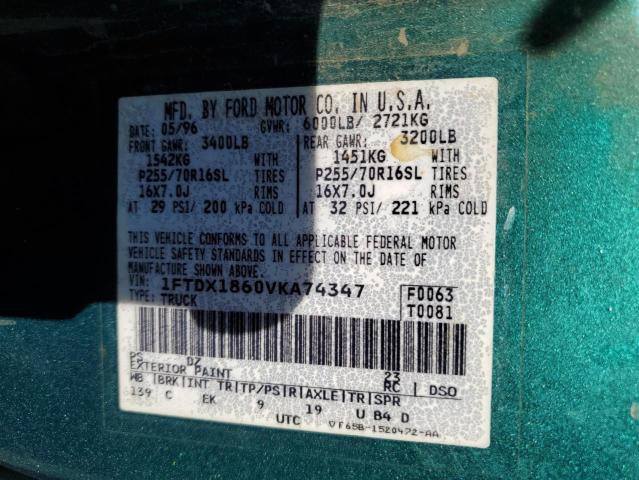 MFD. BY FORD MOTOR CO. IN U.S.A.
DATE: 05/96 GVWR: 6000LB/ 2721KG
FRONT GAWR: 3400LB REAR GAWR: 3200LB
1542KG WITH 1451KG WITH
P255/70R16SL TIRES P255/70R16SL TIRES
16X7.0J RIMS 16X7.0J RIMS
AT 29 PSI/ 200 kPa COLD AT 32 PSI/ 221 kPa COLD
THIS VEHICLE CONFORMS TO ALL APPLICABLE FEDERAL MOTOR
VEHICLE SAFETY STANDARDS IN EFFECT ON THE DATE OF
MANUFACTURE SHOWN ABOVE.
VIN: 1FTDX1860VKA74347 F0063
TYPE: TRUCK T0081
PS DZ 23
EXTERIOR PAINT RC DSO
WB BRK INT TR TP/PS R AXLE TR SPR
139 C EK 9 19 U B4 D
UTC VF65B-1520472-AA